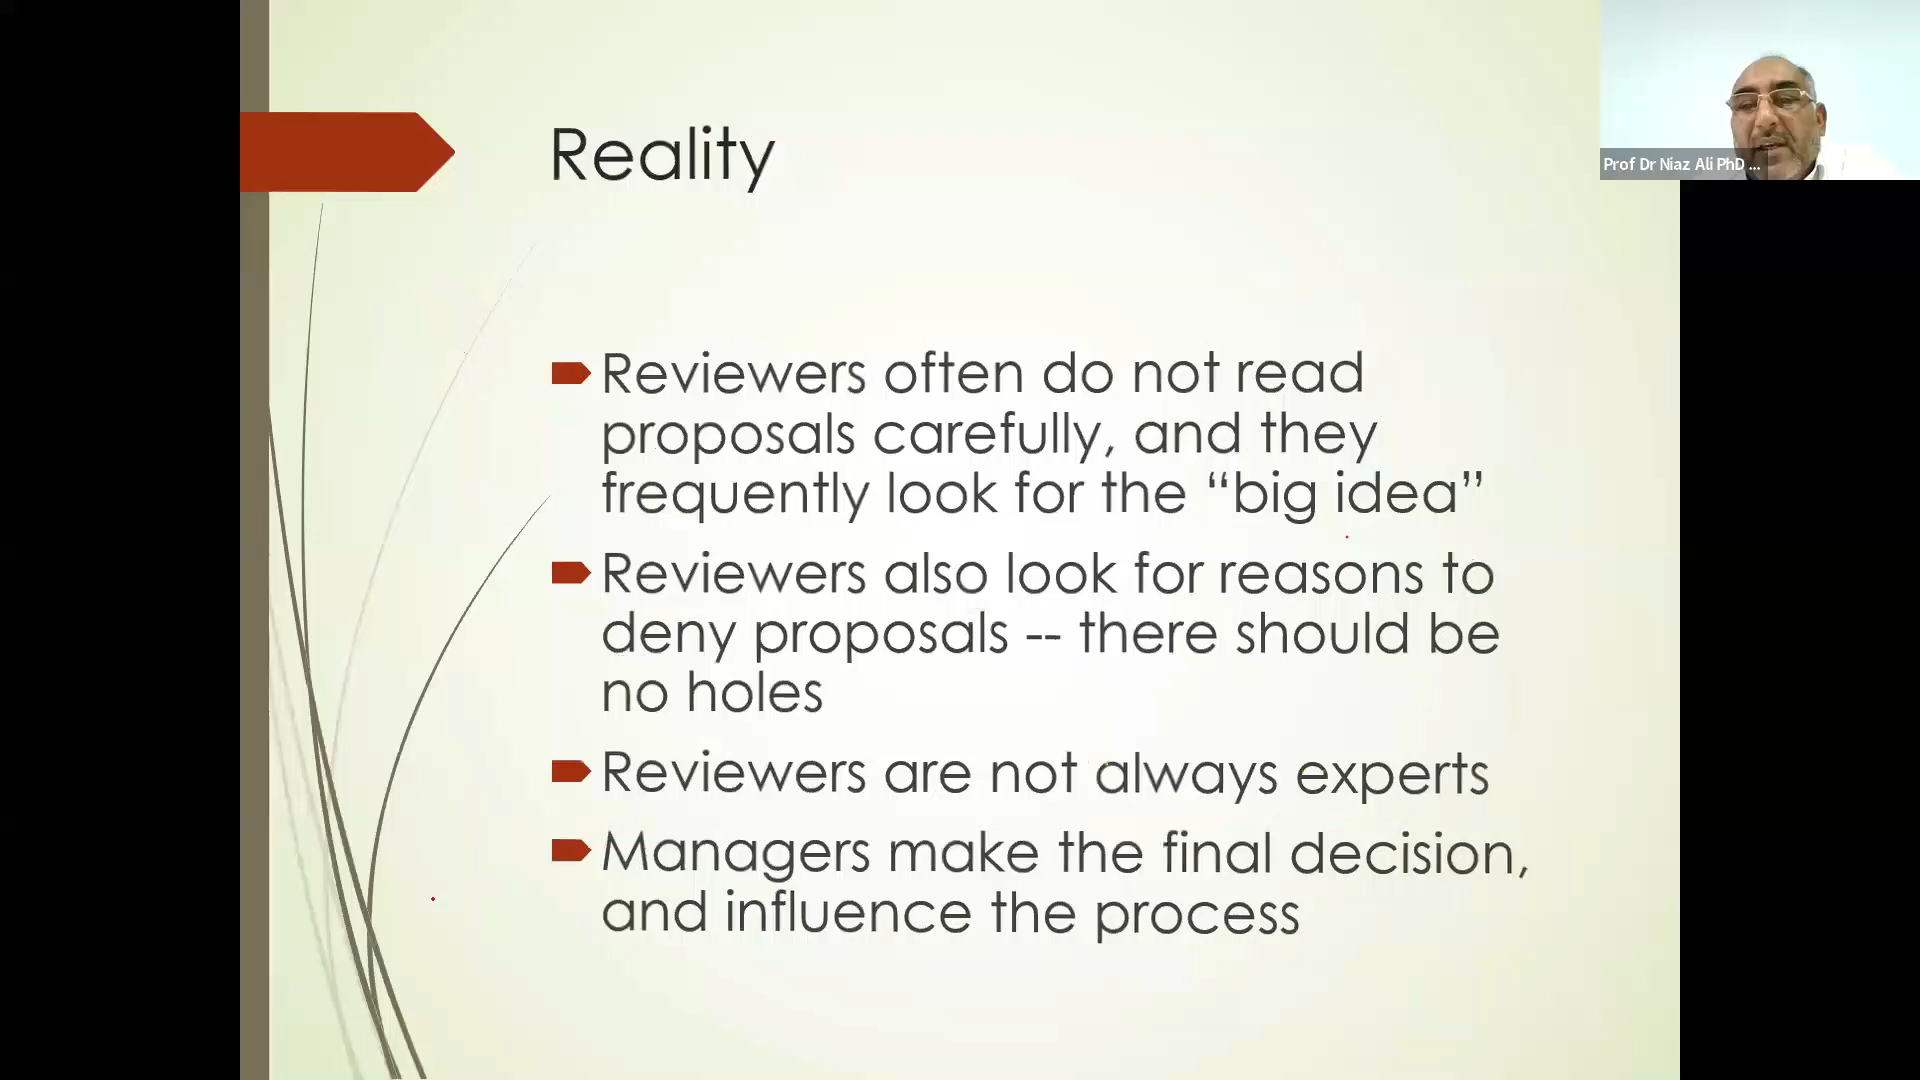 Reality
Prof Dr Niaz Ali PhD ...
Reviewers often do not read
proposals carefully, and they
frequently look for the “big idea”
Reviewers also look for reasons to
deny proposals -- there should be
no holes
Reviewers are not always experts
Managers make the final decision,
and influence the process